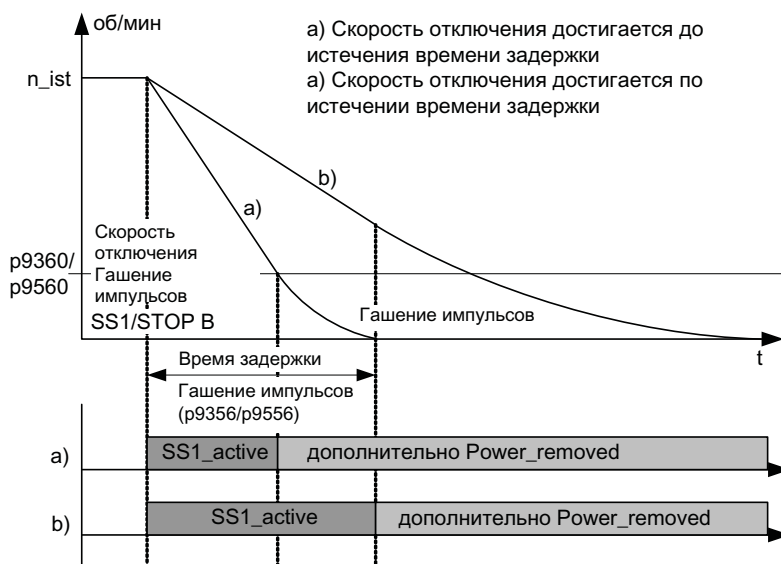 об/мин
а) Скорость отключения достигается до
истечения времени задержки
а) Скорость отключения достигается по
истечении времени задержки
n_ist
b)
a)
Скорость
отключения
Гашение
импульсов
SS1/STOP B
p9360/
p9560
Гашение импульсов
t
Время задержки
Гашение импульсов
(p9356/p9556)
a)
SS1_active
дополнительно Power_removed
b)
SS1_active
дополнительно Power_removed